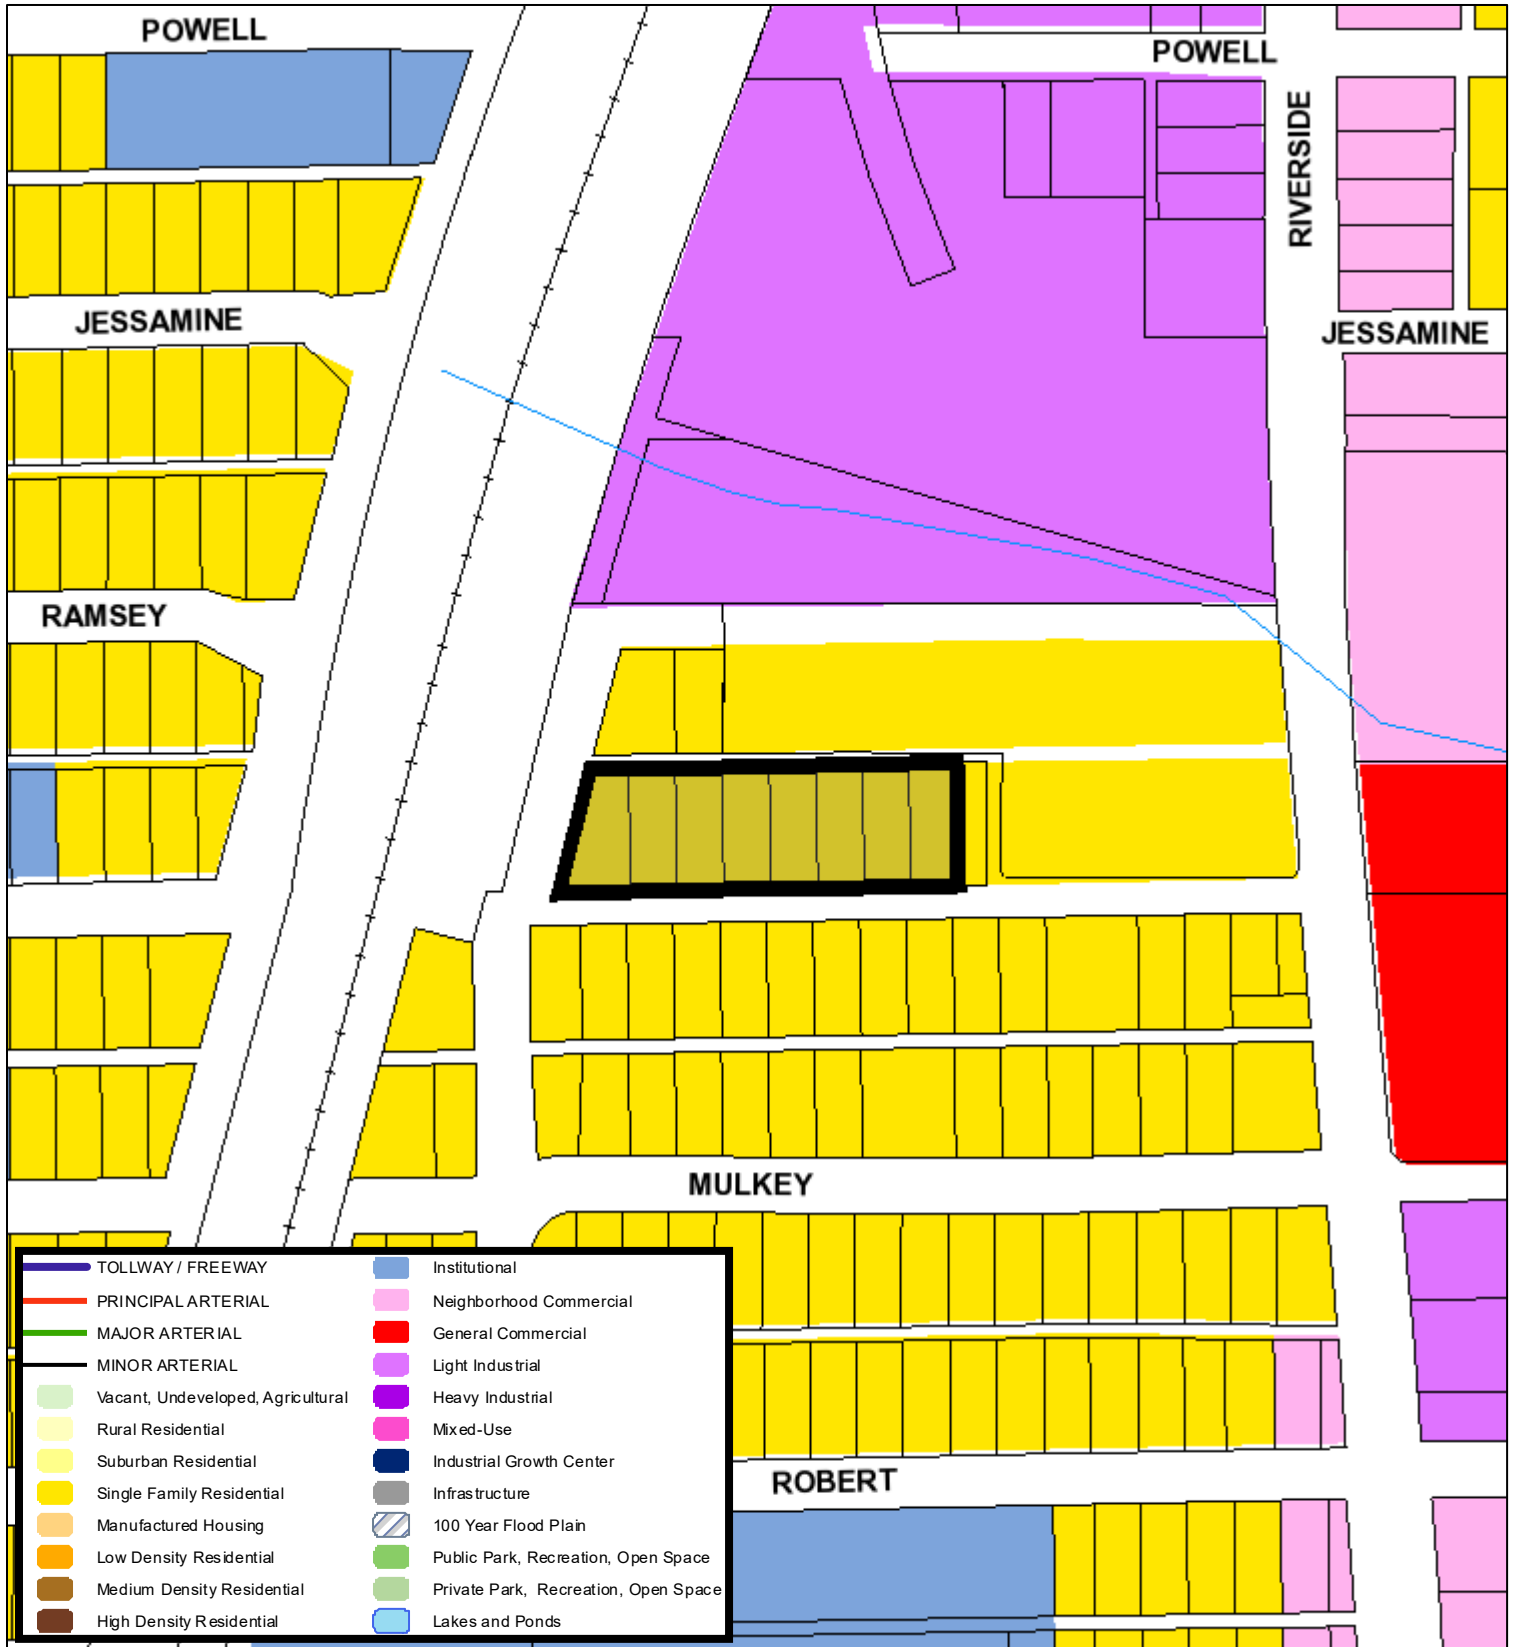 POWELL
POWELL
RIVERSIDE
JESSAMINE
JESSAMINE
RAMSEY
MULKEY
ROBERT
TOLLWAY / FREEWAY
PRINCIPAL ARTERIAL
MAJOR ARTERIAL
MINOR ARTERIAL
Vacant, Undeveloped, Agricultural
Rural Residential
Suburban Residential
Single Family Residential
Manufactured Housing
Low Density Residential
Medium Density Residential
High Density Residential
Institutional
Neighborhood Commercial
General Commercial
Light Industrial
Heavy Industrial
Mixed-Use
Industrial Growth Center
Infrastructure
100 Year Flood Plain
Public Park, Recreation, Open Space
Private Park, Recreation, Open Space
Lakes and Ponds